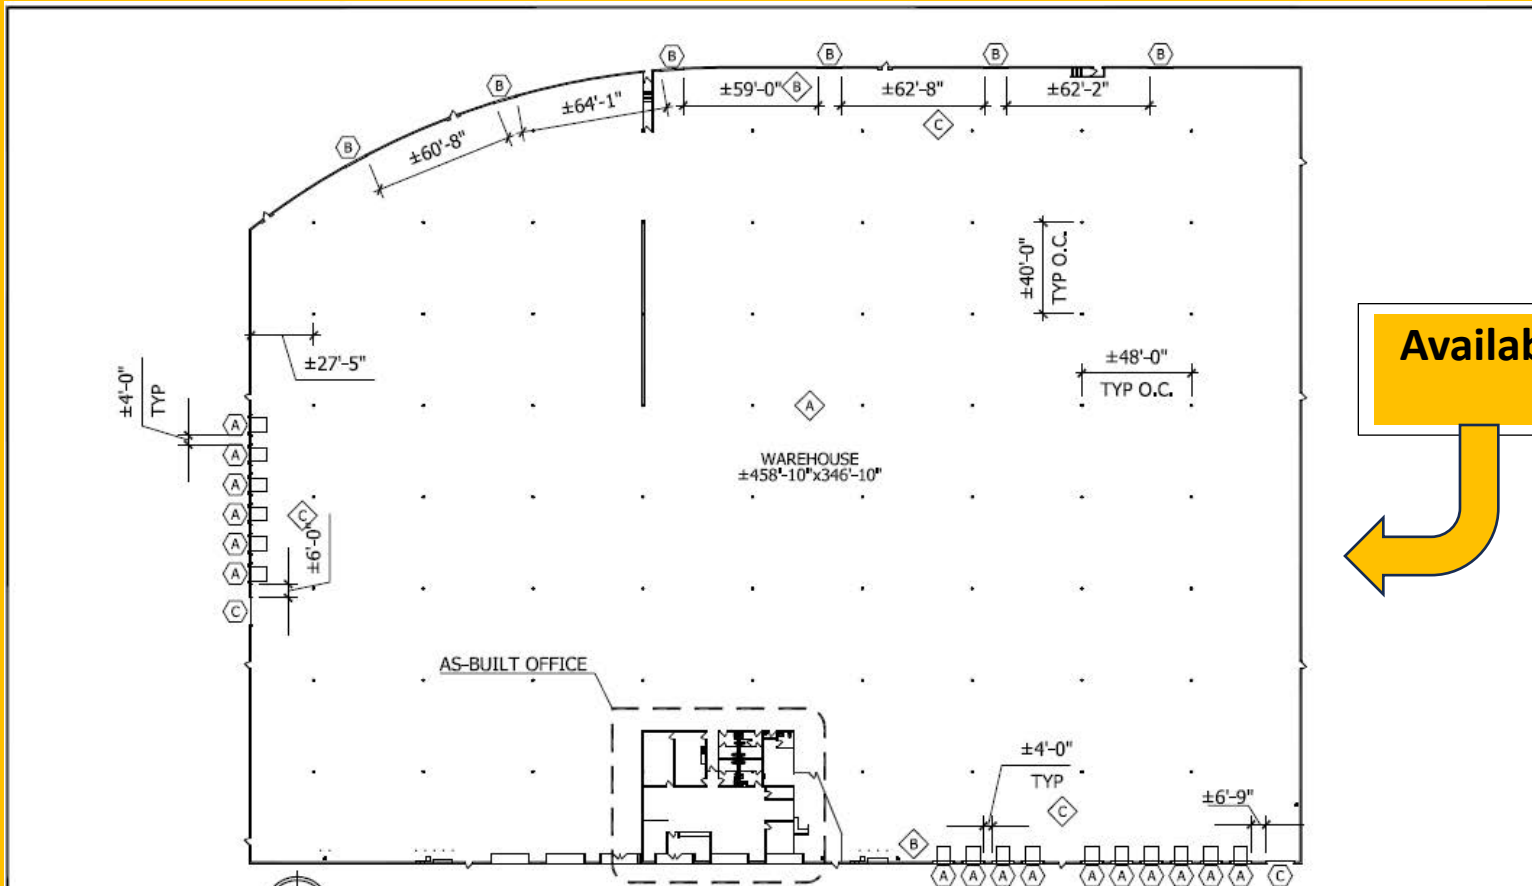 B
B
B
B
±59'-0"
B
±62'-8"
±62'-2"
±64'-1"
B
C
±60'-8"
B
±40'-0"
TYP O.C.
Availab
±27'-5"
±48'-0"
TYP O.C.
±4'-0"
TYP
A
A
A
A
A
A
A
C
WAREHOUSE
±458'-10"x346'-10"
C
±6'-0"
AS-BUILT OFFICE
±4'-0"
TYP
±6'-9"
C
B
A
A
A
A
A
A
A
A
A
A
C